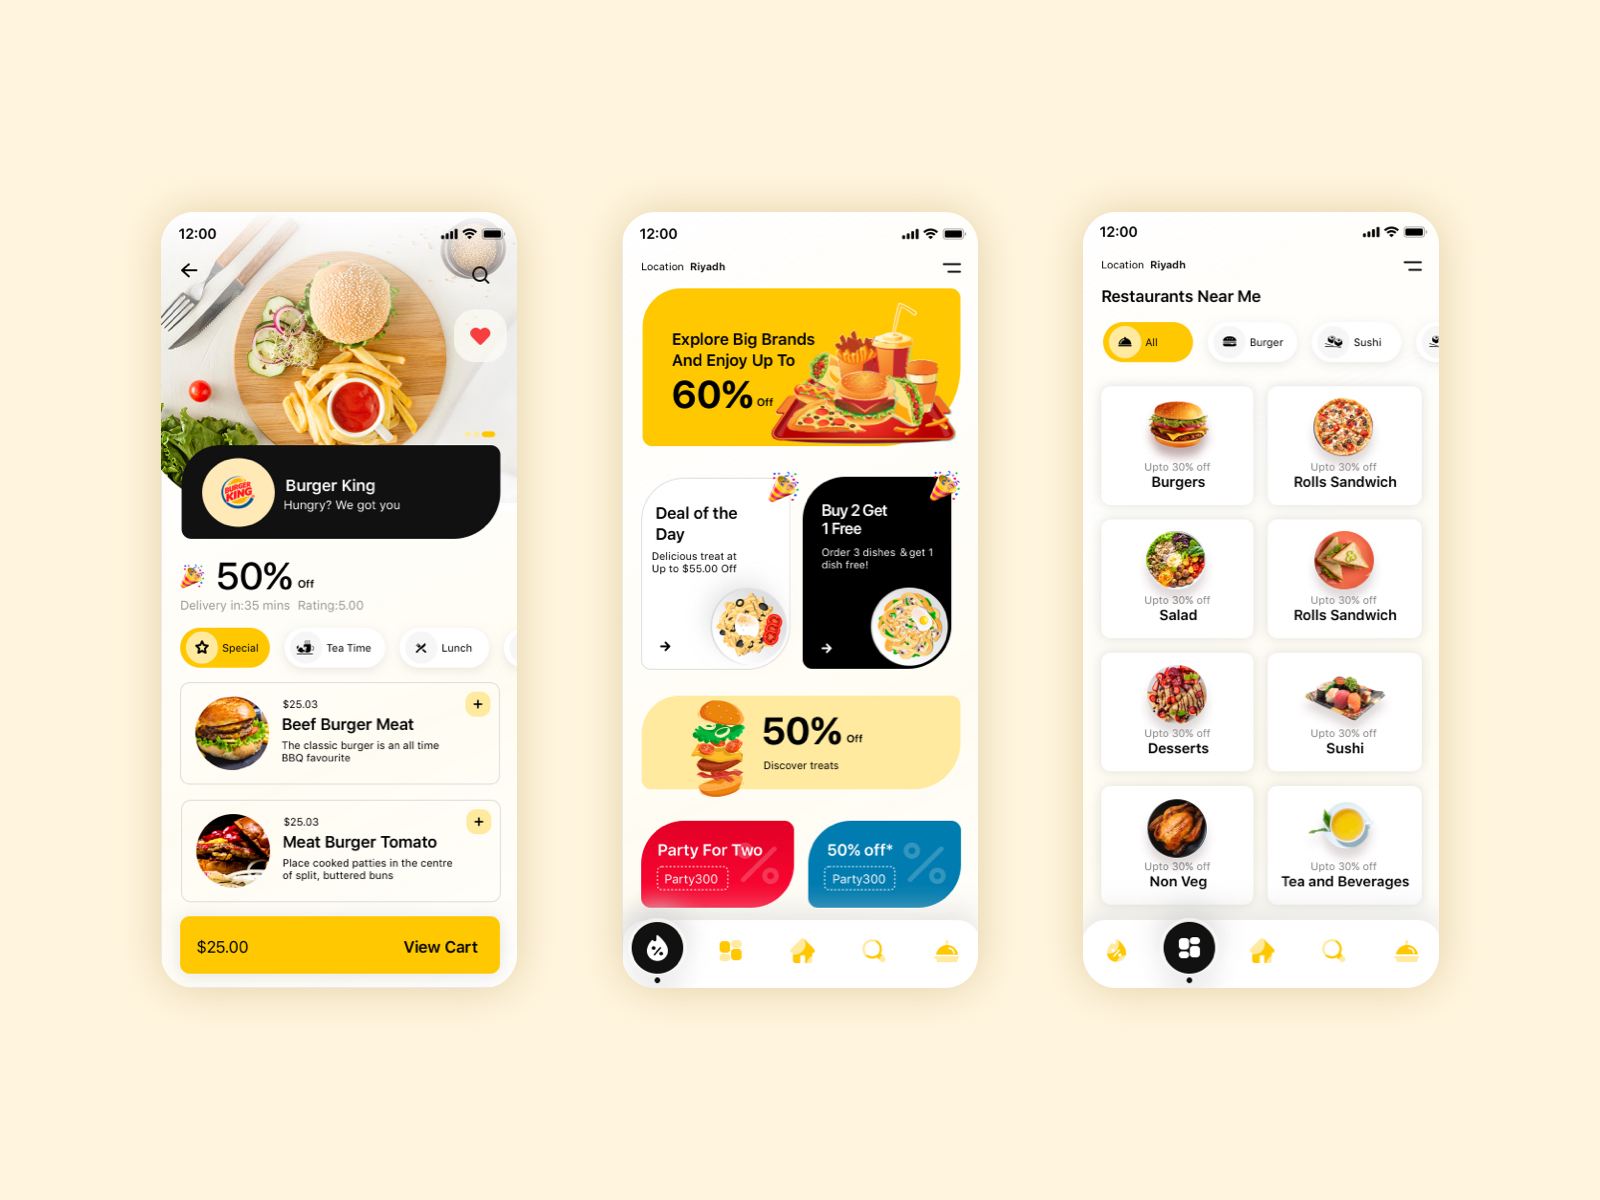 12:00
BURGER
KING
Burger King
Hungry? We got you
50% Off
Delivery in:35 mins Rating:5.00
Special
Tea Time
Lunch
$25.03
Beef Burger Meat
The classic burger is an all time
BBQ favourite
$25.03
Meat Burger Tomato
Place cooked patties in the centre
of split, buttered buns
$25.00
View Cart
12:00
Location Riyadh
Explore Big Brands
And Enjoy Up To
60% Off
Deal of the
Day
Delicious treat at
Up to $55.00 Off
Buy 2 Get
1 Free
Order 3 dishes & get 1
dish free!
50% Off
Discover treats
Party For Two
Party300
50% off*
Party300
12:00
Location Riyadh
Restaurants Near Me
All
Burger
Sushi
Upto 30% off
Burgers
Upto 30% off
Rolls Sandwich
Upto 30% off
Salad
Upto 30% off
Rolls Sandwich
Upto 30% off
Desserts
Upto 30% off
Sushi
Upto 30% off
Non Veg
Upto 30% off
Tea and Beverages